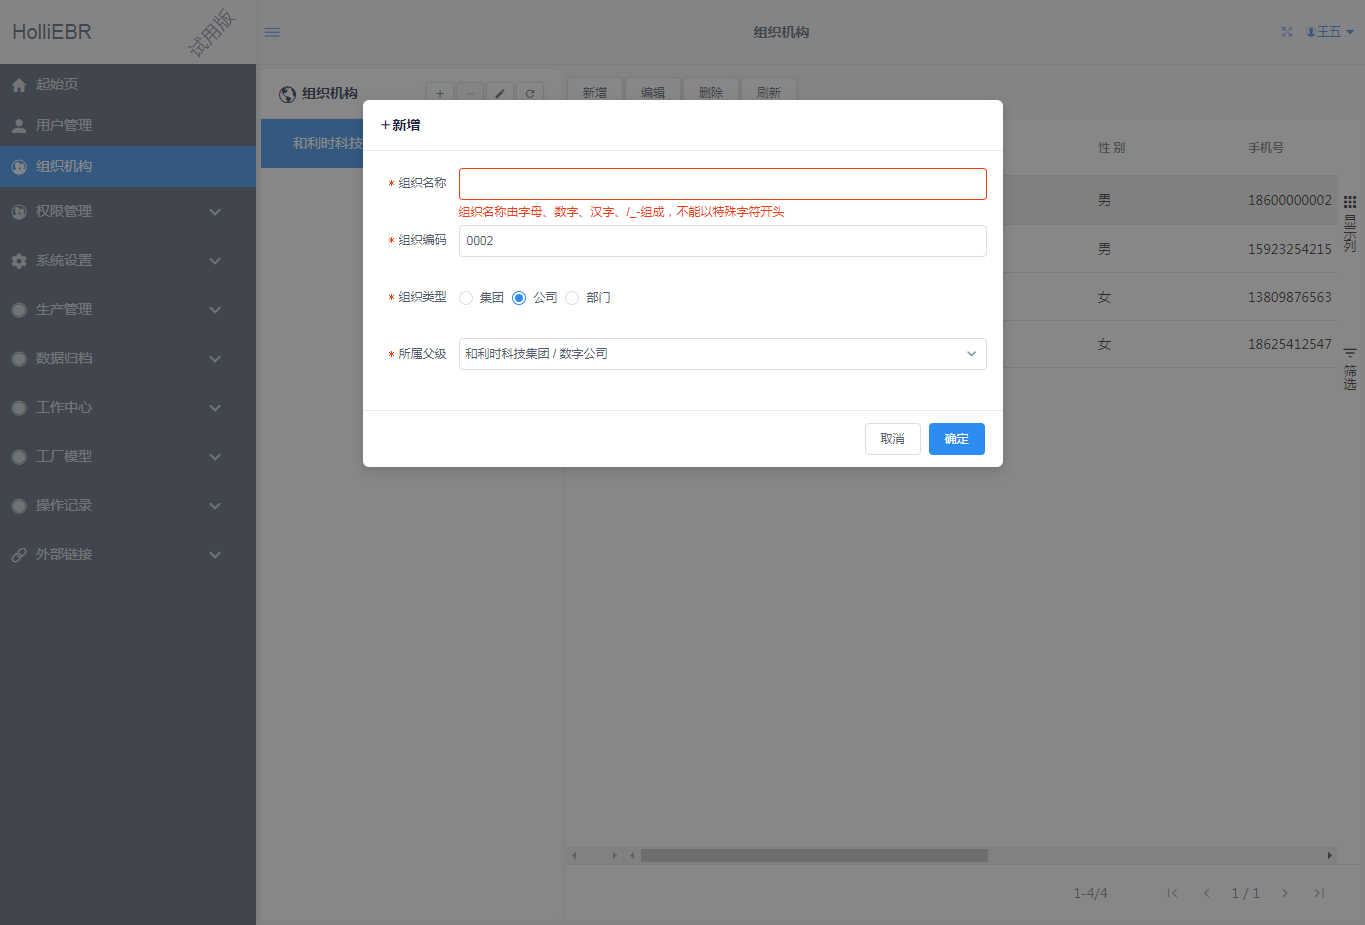 HolliEBR
试用版
组织机构
王五
起始页
用户管理
组织机构
权限管理
系统设置
生产管理
数据归档
工作中心
工厂模型
操作记录
外部链接
组织机构
新增
编辑
删除
刷新
和利时科技
+新增
* 组织名称
组织名称由字母、数字、汉字、/_-组成，不能以特殊字符开头
* 组织编码 0002
* 组织类型 集团 公司 部门
* 所属父级 和利时科技集团 / 数字公司
取消 确定
性 别 手机号
男 18600000002
男 15923254215
女 13809876563
女 18625412547
显示列
筛选
1-4/4 1 / 1